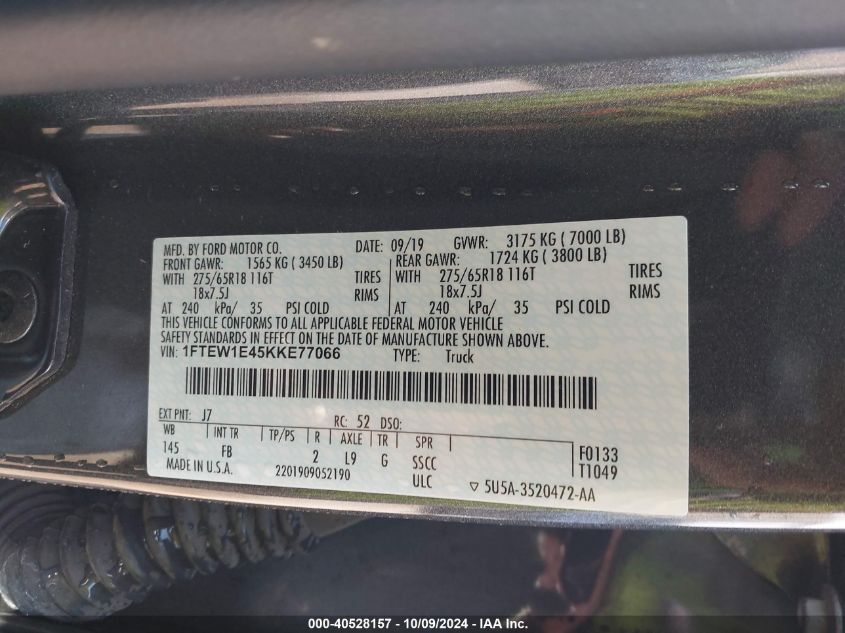 MFD. BY FORD MOTOR CO. DATE: 09/19 GVWR: 3175 KG ( 7000 LB)
FRONT GAWR: 1565 KG ( 3450 LB) REAR GAWR: 1724 KG ( 3800 LB)
WITH 275/65R18 116T TIRES WITH 275/65R18 116T TIRES
18x7.5J RIMS 18x7.5J RIMS
AT 240 kPa/ 35 PSI COLD AT 240 kPa/ 35 PSI COLD
THIS VEHICLE CONFORMS TO ALL APPLICABLE FEDERAL MOTOR VEHICLE
SAFETY STANDARDS IN EFFECT ON THE DATE OF MANUFACTURE SHOWN ABOVE.
VIN: 1FTEW1E45KKE77066 TYPE: Truck
EXT PNT: J7 RC: 52 DSO:
WB INT TR TP/PS R AXLE TR SPR F0133
145 FB 2 L9 G SSCC T1049
MADE IN U.S.A. 2201909052190 ULC ▽ 5U5A-3520472-AA
000-40528157 - 10/09/2024 - IAA Inc.